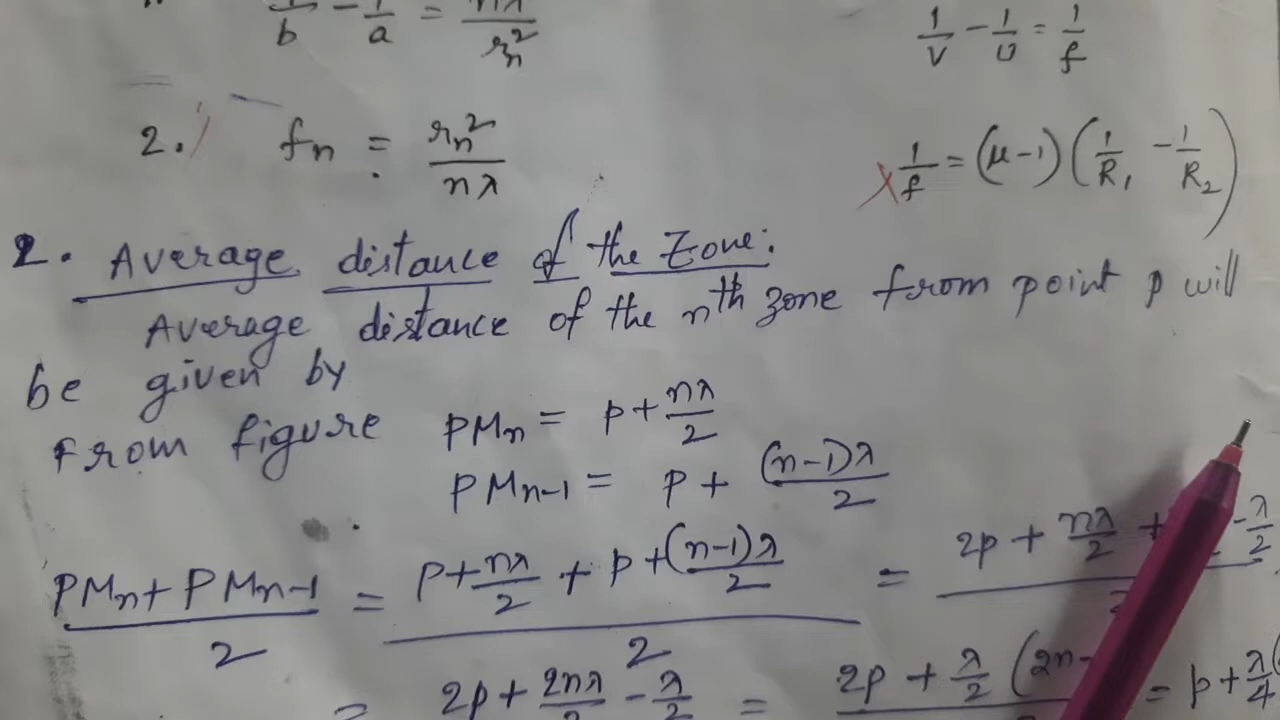 1/b - 1/a = nλ/rn²
1/v - 1/u = 1/f
2. fn = rn²/nλ
1/f = (μ-1)(1/R1 - 1/R2)
2. Average distance of the Zone:
Average distance of the nth zone from point p will
be given by
from figure PMn = p + nλ/2
PMn-1 = p + (n-1)λ/2
PMn + PMn-1 / 2 = p + nλ/2 + p + (n-1)λ/2 / 2 = 2p + nλ/2 + - λ/2
= 2p + 2nλ/2 - λ/2 = 2p + λ/2 (2n- = p + λ/4 (